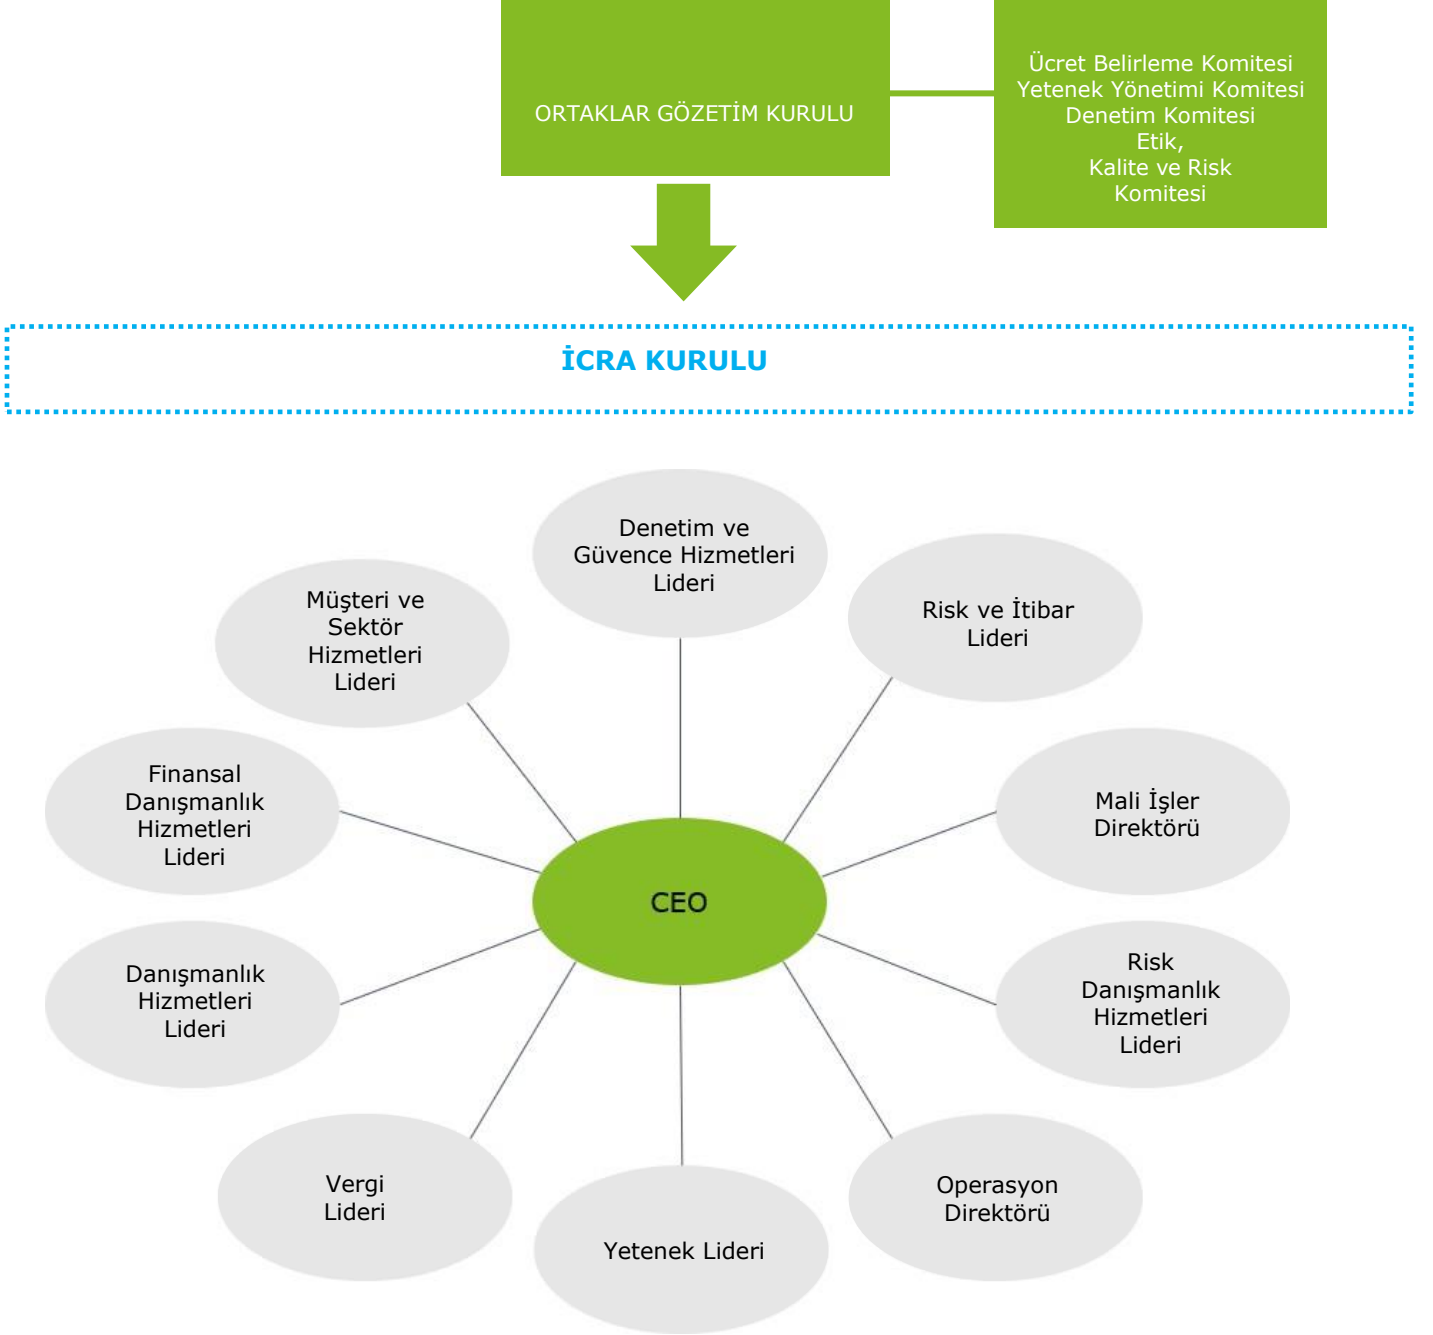 ORTAKLAR GÖZETİM KURULU
Ücret Belirleme Komitesi
Yetenek Yönetimi Komitesi
Denetim Komitesi
Etik,
Kalite ve Risk
Komitesi
İCRA KURULU
Denetim ve
Güvence Hizmetleri
Lideri
Müşteri ve
Sektör
Hizmetleri
Lideri
Risk ve İtibar
Lideri
Finansal
Danışmanlık
Hizmetleri
Lideri
Mali İşler
Direktörü
CEO
Danışmanlık
Hizmetleri
Lideri
Risk
Danışmanlık
Hizmetleri
Lideri
Vergi
Lideri
Yetenek Lideri
Operasyon
Direktörü